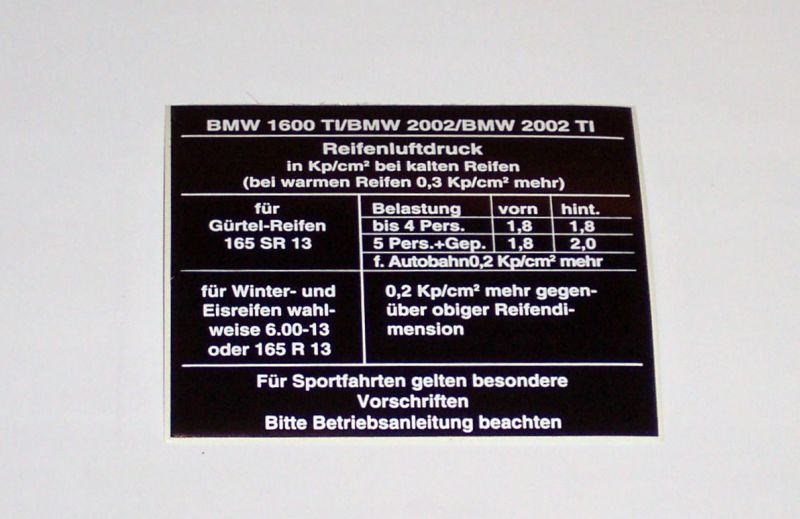 BMW 1600 TI/BMW 2002/BMW 2002 TI
Reifenluftdruck
in Kp/cm² bei kalten Reifen
(bei warmen Reifen 0,3 Kp/cm² mehr)
für
Gürtel-Reifen
165 SR 13
Belastung vorn hint.
bis 4 Pers. 1,8 1,8
5 Pers.+Gep. 1,8 2,0
f. Autobahn0,2 Kp/cm² mehr
für Winter- und
Eisreifen wahl-
weise 6.00-13
oder 165 R 13
0,2 Kp/cm² mehr gegen-
über obiger Reifendi-
mension
Für Sportfahrten gelten besondere
Vorschriften
Bitte Betriebsanleitung beachten